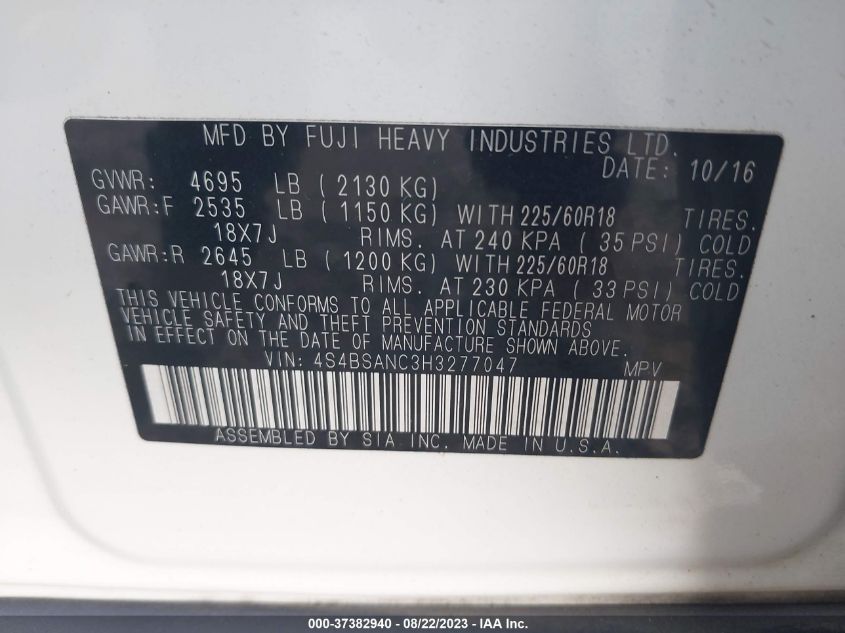 MFD BY FUJI HEAVY INDUSTRIES LTD.
DATE: 10/16
GVWR: 4695 LB ( 2130 KG)
GAWR:F 2535 LB ( 1150 KG) WITH 225/60R18 TIRES.
18X7J RIMS. AT 240 KPA ( 35 PSI) COLD
GAWR:R 2645 LB ( 1200 KG) WITH 225/60R18 TIRES.
18X7J RIMS. AT 230 KPA ( 33 PSI) COLD
THIS VEHICLE CONFORMS TO ALL APPLICABLE FEDERAL MOTOR
VEHICLE SAFETY AND THEFT PREVENTION STANDARDS
IN EFFECT ON THE DATE OF MANUFACTURE SHOWN ABOVE.
VIN: 4S4BSANC3H3277047 MPV
ASSEMBLED BY SIA INC. MADE IN U.S.A.
000-37382940 - 08/22/2023 - Copyright © IAA, Inc.